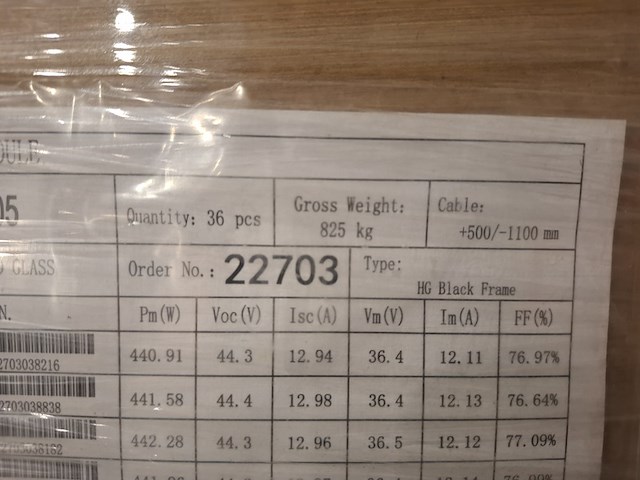 DULE
05 Quantity: 36 pcs Gross Weight: 825 kg Cable: +500/-1100 mm
GLASS Order No.: 22703 Type: HG Black Frame
N. Pm(W) Voc(V) Isc(A) Vm(V) Im(A) FF(%)
2703038216 440.91 44.3 12.94 36.4 12.11 76.97%
2703038838 441.58 44.4 12.98 36.4 12.13 76.64%
2703038162 442.28 44.3 12.96 36.5 12.12 77.09%